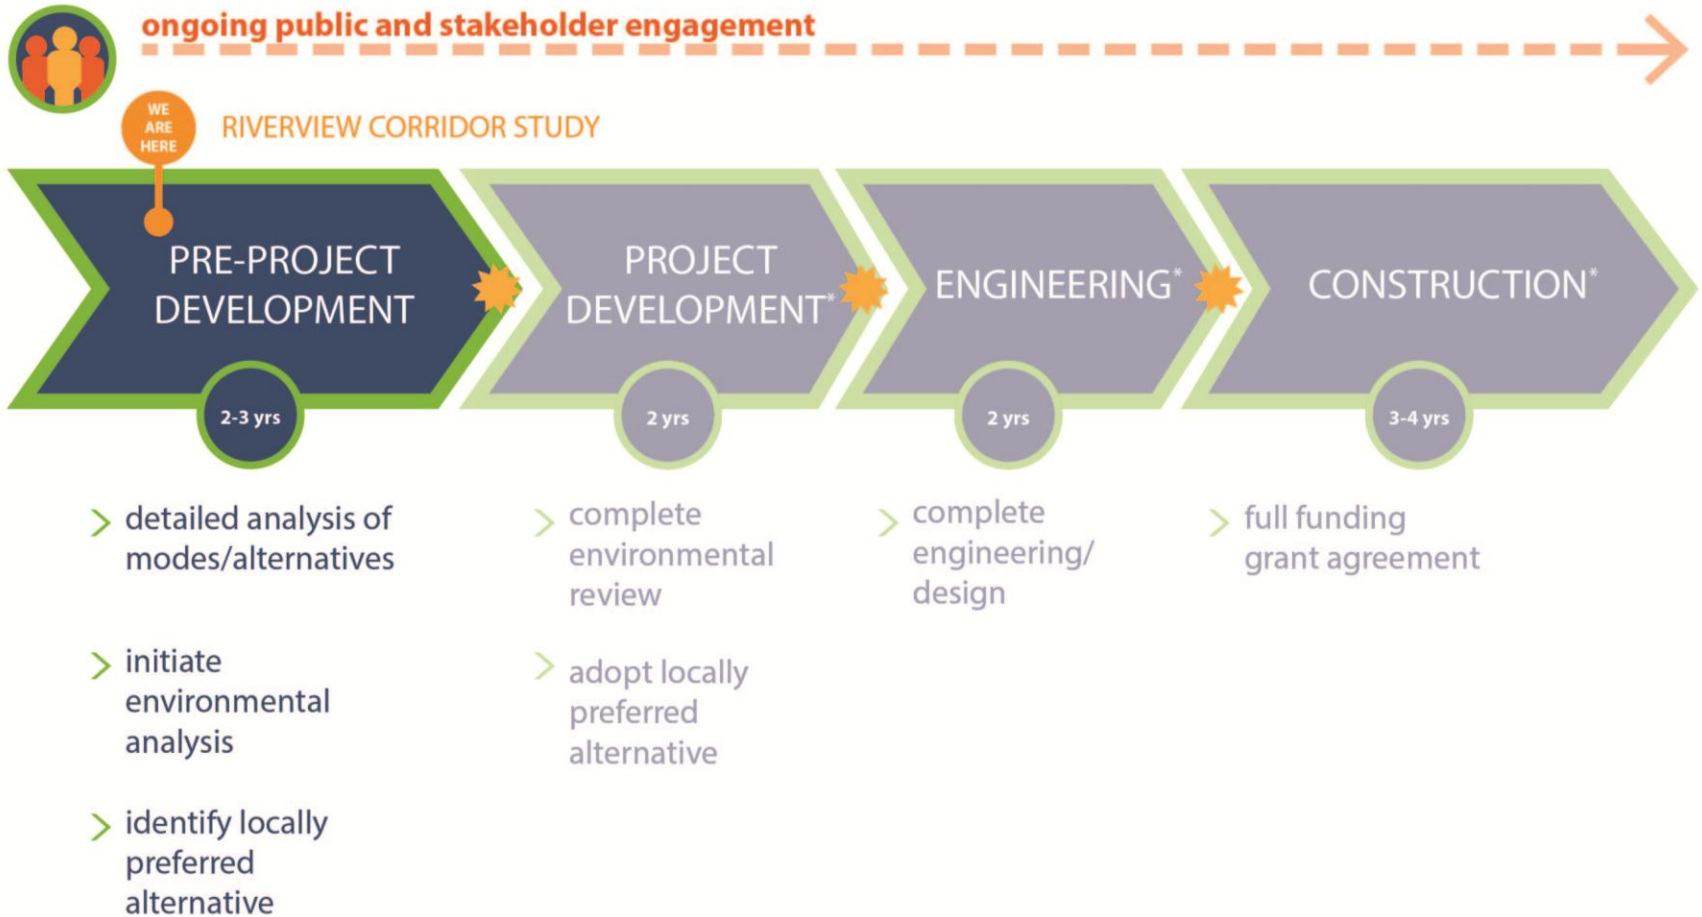 ongoing public and stakeholder engagement
WE
ARE
HERE
RIVERVIEW CORRIDOR STUDY
PRE-PROJECT
DEVELOPMENT
2-3 yrs
detailed analysis of
modes/alternatives
initiate
environmental
analysis
identify locally
preferred
alternative
PROJECT
DEVELOPMENT*
2 yrs
complete
environmental
review
adopt locally
preferred
alternative
ENGINEERING*
2 yrs
complete
engineering/
design
CONSTRUCTION*
3-4 yrs
full funding
grant agreement